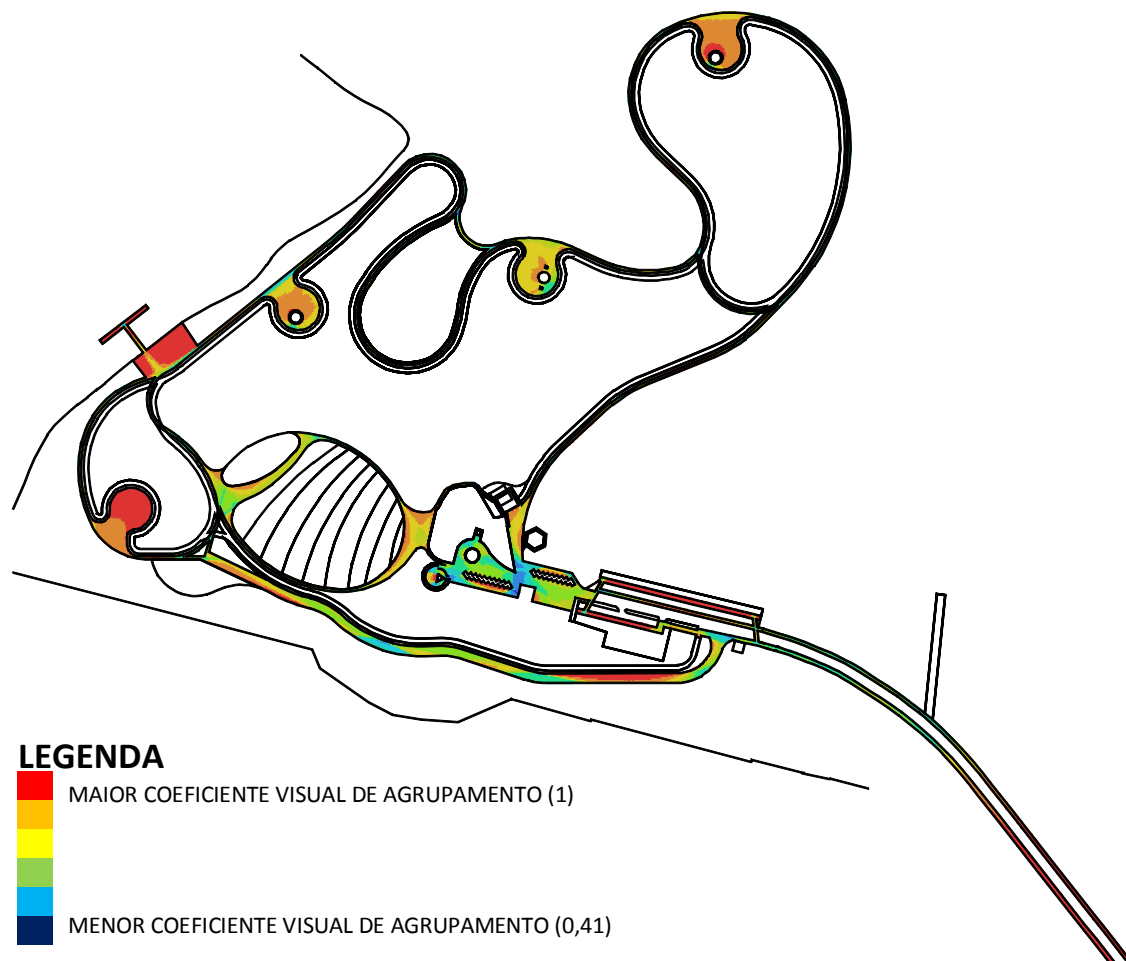 LEGENDA
MAIOR COEFICIENTE VISUAL DE AGRUPAMENTO (1)
MENOR COEFICIENTE VISUAL DE AGRUPAMENTO (0,41)